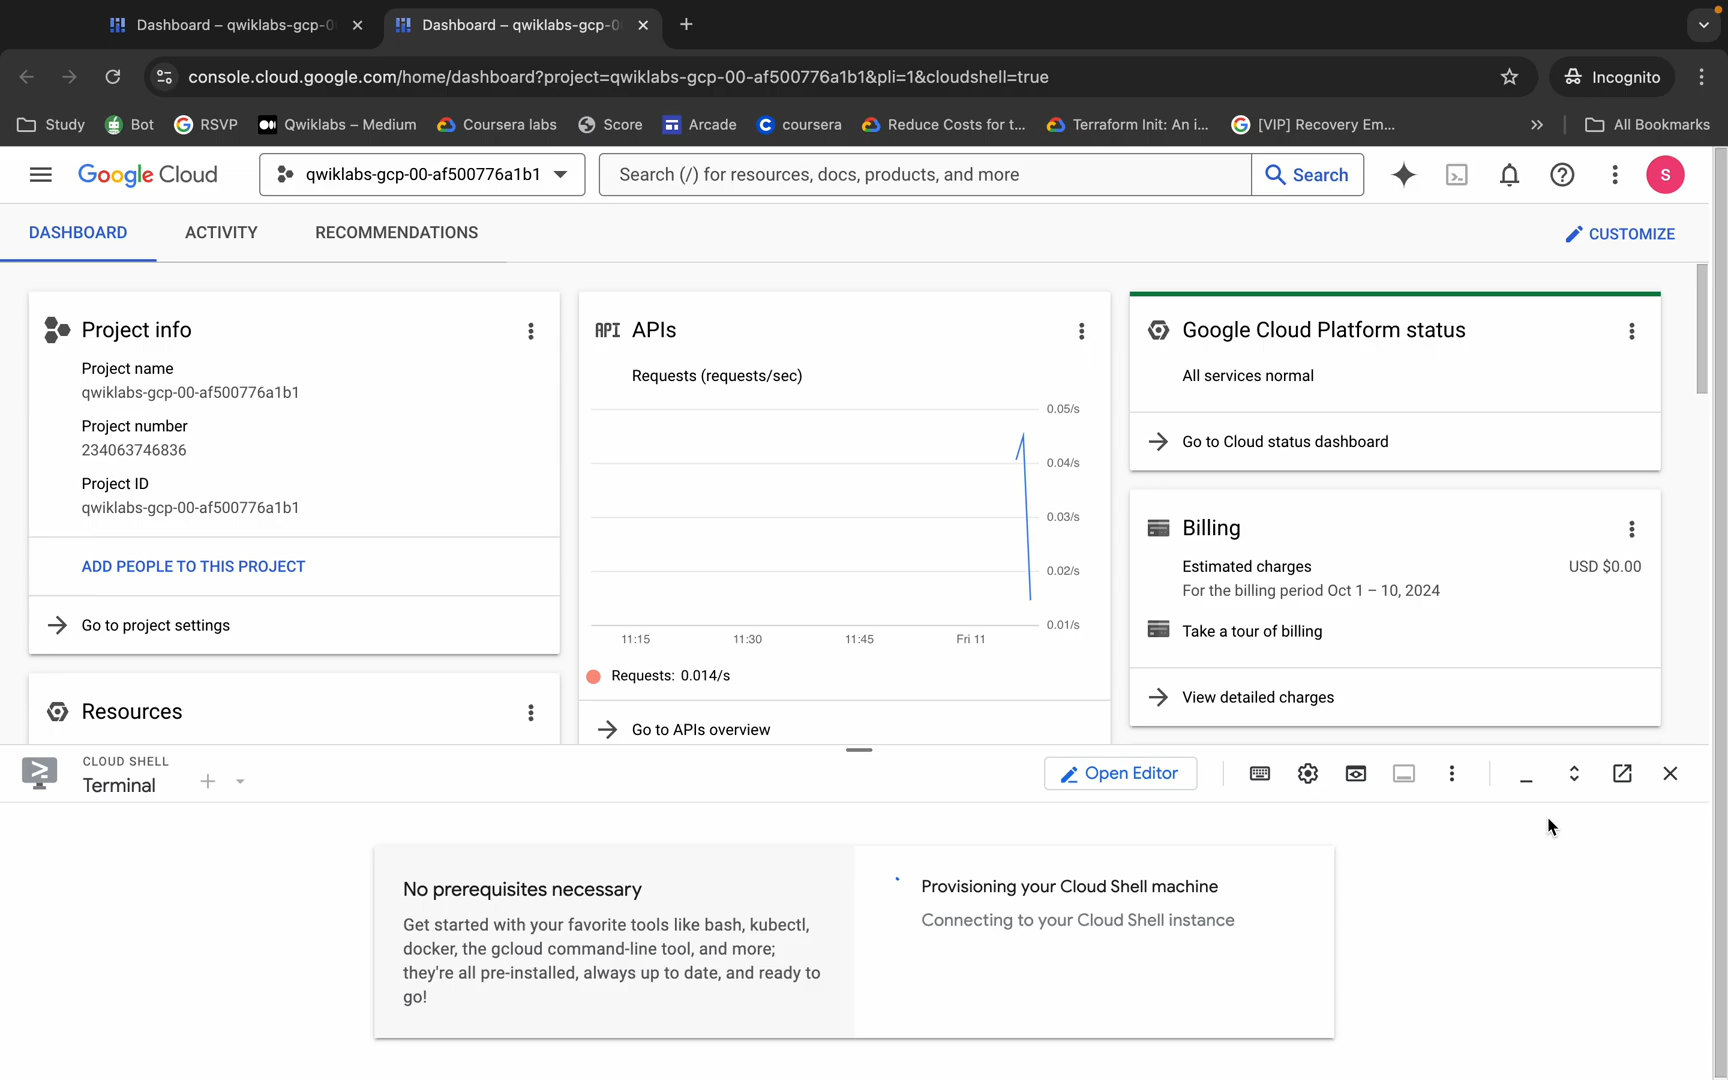 Dashboard – qwiklabs-gcp-0
Dashboard – qwiklabs-gcp-0
console.cloud.google.com/home/dashboard?project=qwiklabs-gcp-00-af500776a1b1&pli=1&cloudshell=true
Incognito
Study
Bot
RSVP
Qwiklabs – Medium
Coursera labs
Score
Arcade
coursera
Reduce Costs for t...
Terraform Init: An i...
[VIP] Recovery Em...
All Bookmarks
Google Cloud
qwiklabs-gcp-00-af500776a1b1
Search (/) for resources, docs, products, and more
Search
S
DASHBOARD
ACTIVITY
RECOMMENDATIONS
CUSTOMIZE
Project info
Project name
qwiklabs-gcp-00-af500776a1b1
Project number
234063746836
Project ID
qwiklabs-gcp-00-af500776a1b1
ADD PEOPLE TO THIS PROJECT
Go to project settings
Resources
API APIs
Requests (requests/sec)
0.05/s
0.04/s
0.03/s
0.02/s
0.01/s
11:15
11:30
11:45
Fri 11
Requests: 0.014/s
Go to APIs overview
Google Cloud Platform status
All services normal
Go to Cloud status dashboard
Billing
Estimated charges
USD $0.00
For the billing period Oct 1 – 10, 2024
Take a tour of billing
View detailed charges
CLOUD SHELL
Terminal
Open Editor
No prerequisites necessary
Get started with your favorite tools like bash, kubectl,
docker, the gcloud command-line tool, and more;
they're all pre-installed, always up to date, and ready to
go!
Provisioning your Cloud Shell machine
Connecting to your Cloud Shell instance